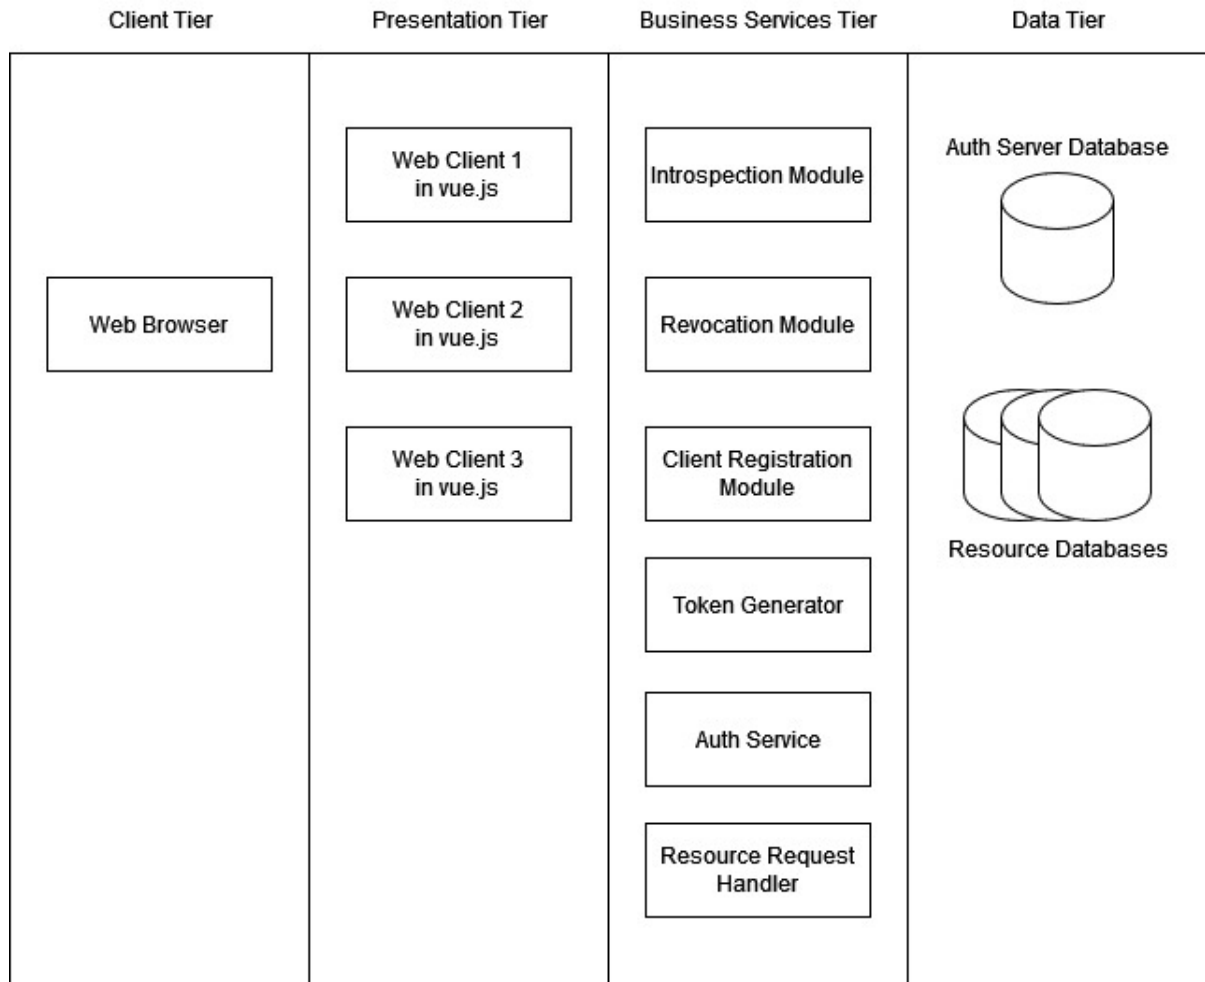 Client Tier
Presentation Tier
Business Services Tier
Data Tier
Web Browser
Web Client 1
in vue.js
Web Client 2
in vue.js
Web Client 3
in vue.js
Introspection Module
Revocation Module
Client Registration
Module
Token Generator
Auth Service
Resource Request
Handler
Auth Server Database
Resource Databases